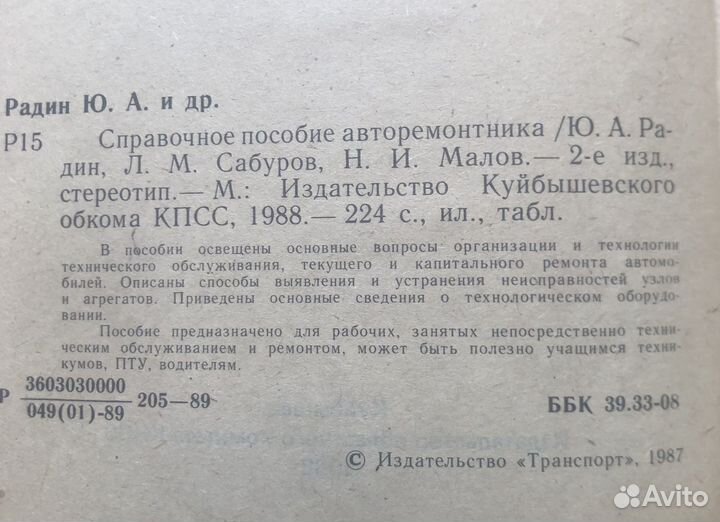 Радин Ю. А. и др.
Р15 Справочное пособие авторемонтника /Ю. А. Ра-
дин, Л. М. Сабуров, Н. И. Малов.— 2-е изд.,
стереотип.— М.: Издательство Куйбышевского
обкома КПСС, 1988.— 224 с., ил., табл.
В пособии освещены основные вопросы организации и технологии
технического обслуживания, текущего и капитального ремонта автомо-
билей. Описаны способы выявления и устранения неисправностей узлов
и агрегатов. Приведены основные сведения о технологическом оборудо-
вании.
Пособие предназначено для рабочих, занятых непосредственно техни-
ческим обслуживанием и ремонтом, может быть полезно учащимся техни-
кумов, ПТУ, водителям.
Р 3603030000
049(01)-89 205—89 ББК 39.33-08
© Издательство «Транспорт», 1987
Avito